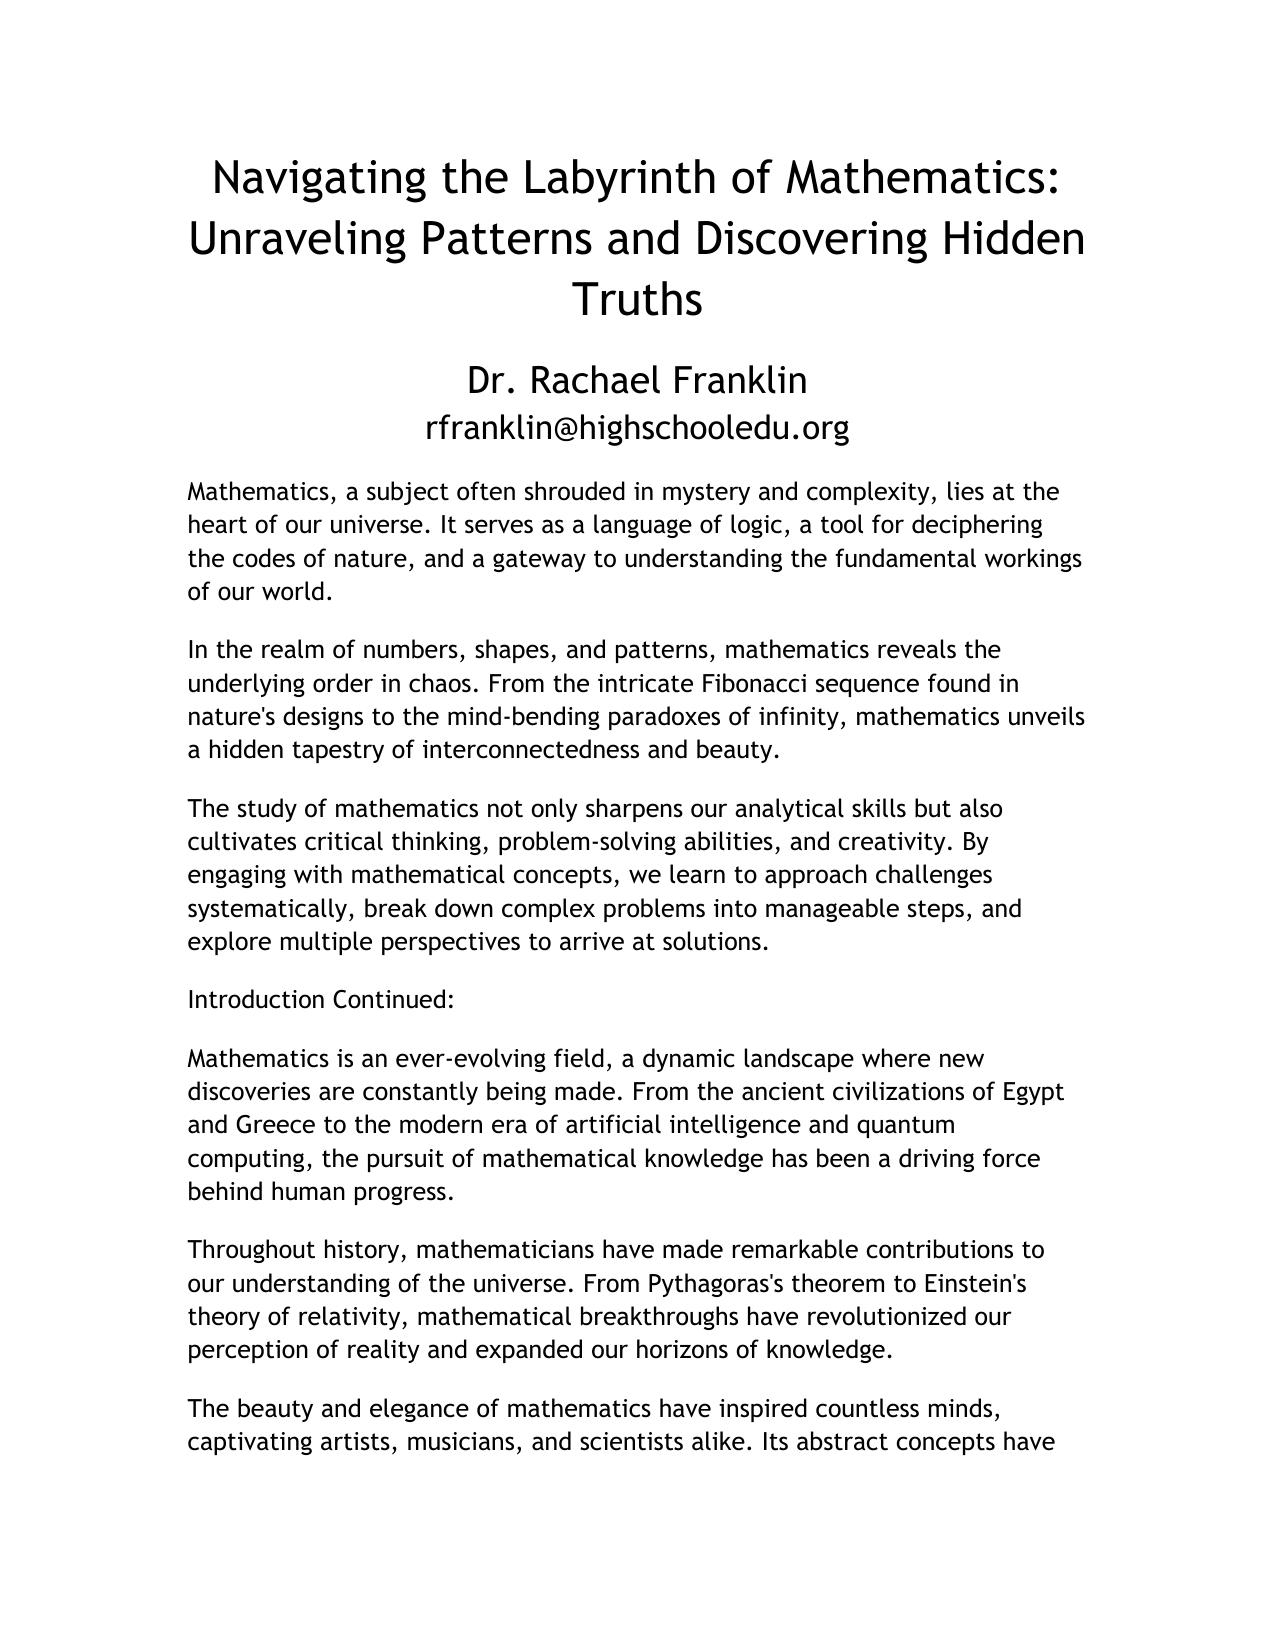 Navigating the Labyrinth of Mathematics:
Unraveling Patterns and Discovering Hidden
Truths
Dr. Rachael Franklin
rfranklin@highschooledu.org
Mathematics, a subject often shrouded in mystery and complexity, lies at the
heart of our universe. It serves as a language of logic, a tool for deciphering
the codes of nature, and a gateway to understanding the fundamental workings
of our world.
In the realm of numbers, shapes, and patterns, mathematics reveals the
underlying order in chaos. From the intricate Fibonacci sequence found in
nature's designs to the mind-bending paradoxes of infinity, mathematics unveils
a hidden tapestry of interconnectedness and beauty.
The study of mathematics not only sharpens our analytical skills but also
cultivates critical thinking, problem-solving abilities, and creativity. By
engaging with mathematical concepts, we learn to approach challenges
systematically, break down complex problems into manageable steps, and
explore multiple perspectives to arrive at solutions.
Introduction Continued:
Mathematics is an ever-evolving field, a dynamic landscape where new
discoveries are constantly being made. From the ancient civilizations of Egypt
and Greece to the modern era of artificial intelligence and quantum
computing, the pursuit of mathematical knowledge has been a driving force
behind human progress.
Throughout history, mathematicians have made remarkable contributions to
our understanding of the universe. From Pythagoras's theorem to Einstein's
theory of relativity, mathematical breakthroughs have revolutionized our
perception of reality and expanded our horizons of knowledge.
The beauty and elegance of mathematics have inspired countless minds,
captivating artists, musicians, and scientists alike. Its abstract concepts have